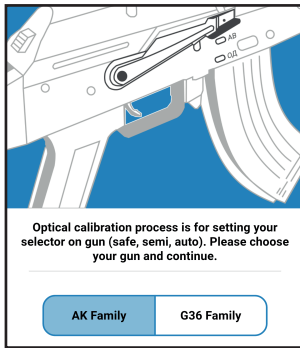 АВ
ОД
Optical calibration process is for setting your
selector on gun (safe, semi, auto). Please choose
your gun and continue.
AK Family
G36 Family